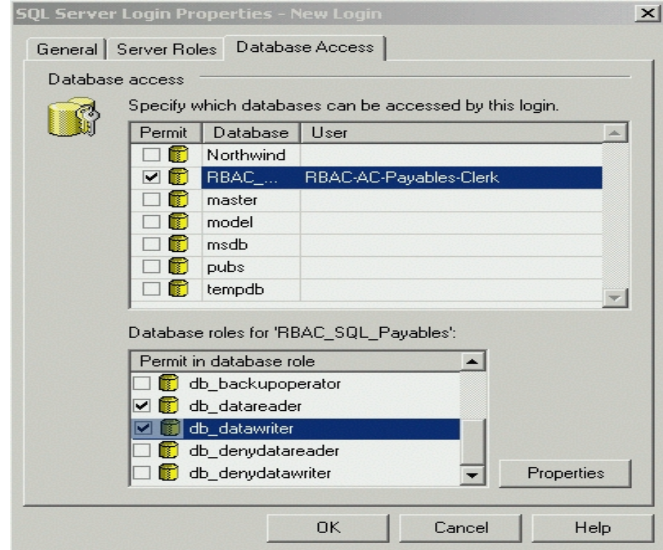 SQL Server Login Properties - New Login
General Server Roles Database Access
Database access
Specify which databases can be accessed by this login.
Permit Database User
Northwind
RBAC_... RBAC-AC-Payables-Clerk
master
model
msdb
pubs
tempdb
Database roles for 'RBAC_SQL_Payables':
Permit in database role
db_backupoperator
db_datareader
db_datawriter
db_denydatareader
db_denydatawriter
Properties
OK Cancel Help